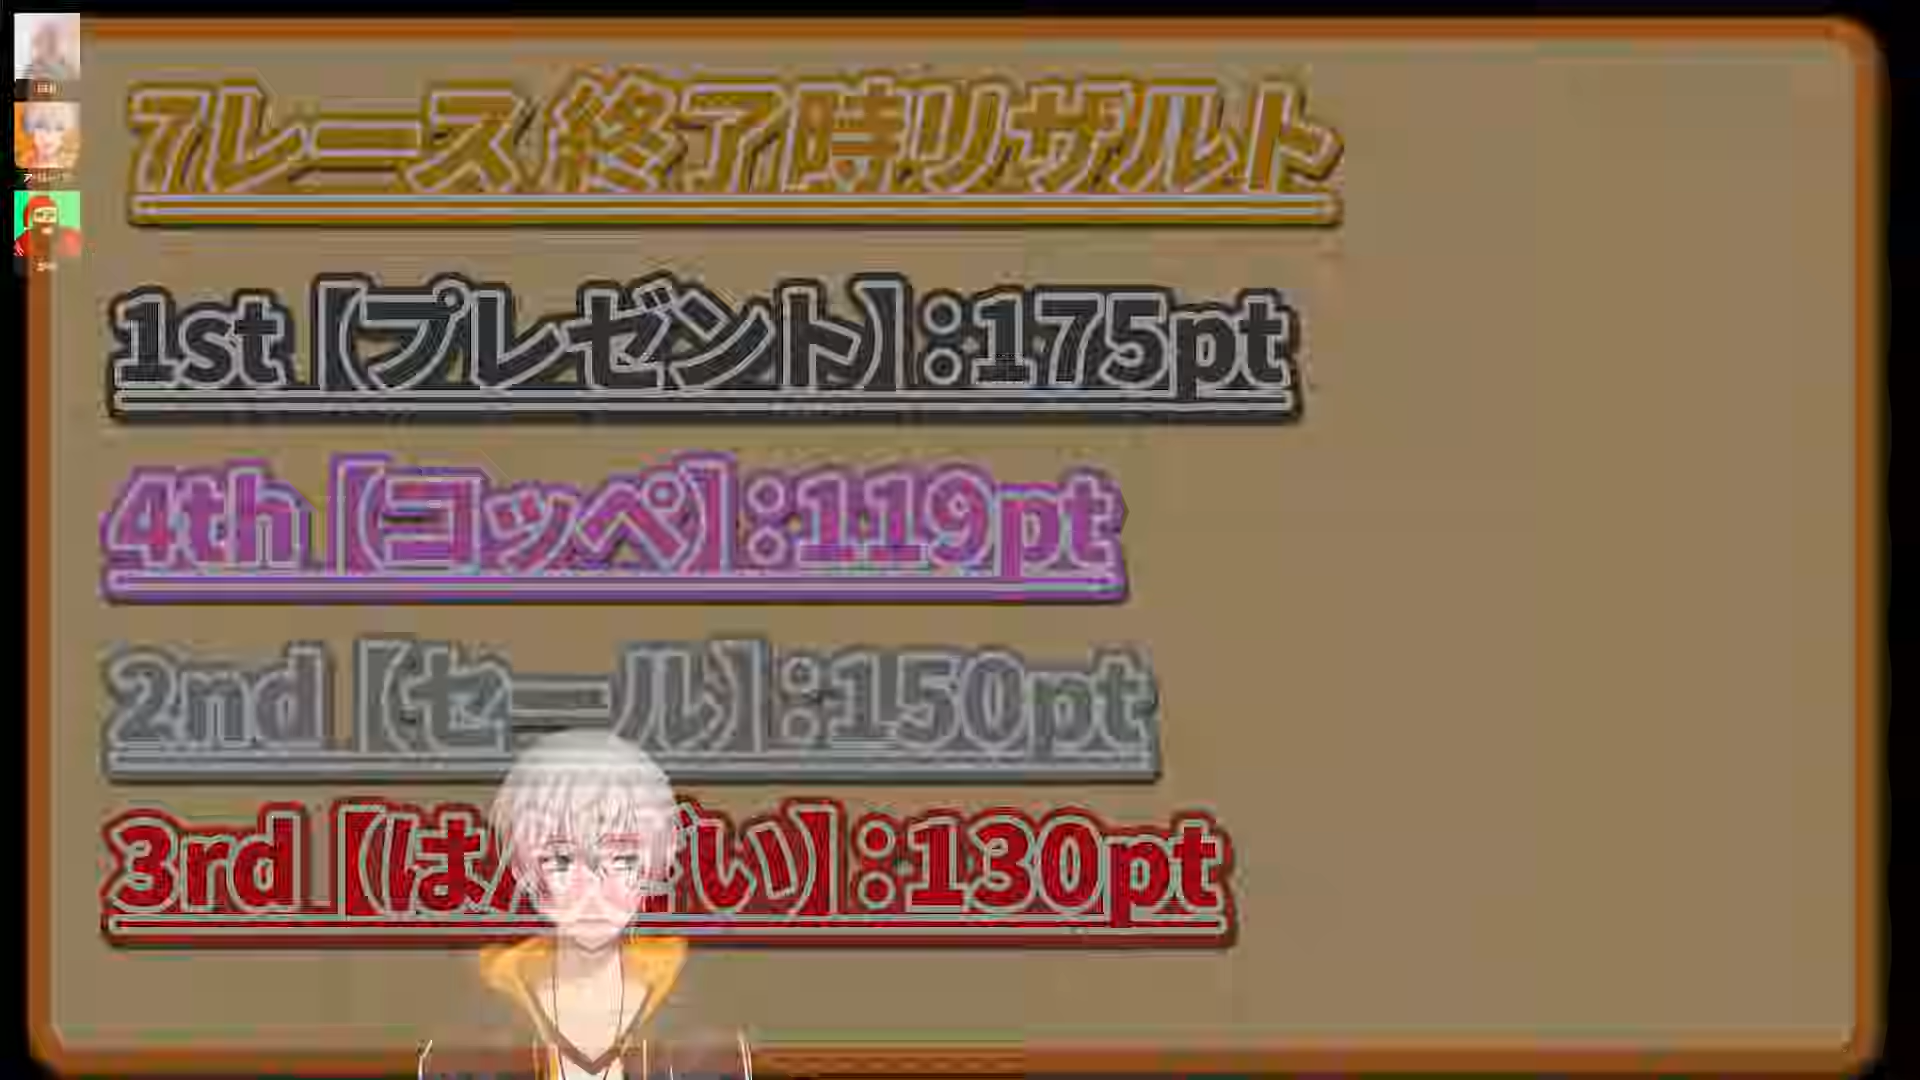 7レース 終了時リザルト
1st【プレゼント】:175pt
4th【ヨッペ】:119pt
2nd【セール】:150pt
3rd【は い】:130pt